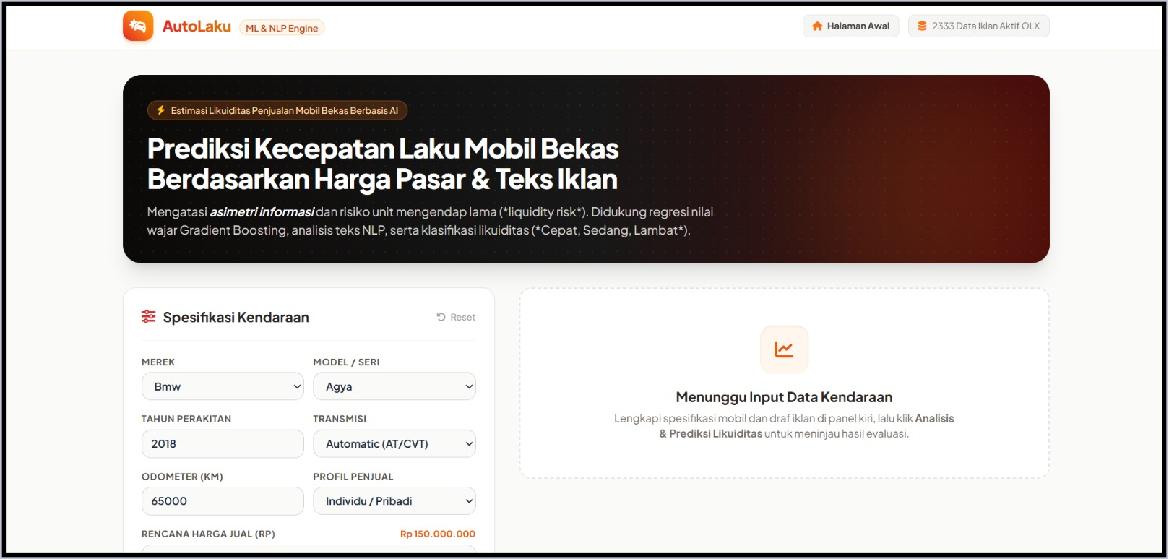 AutoLaku ML & NLP Engine
Halaman Awal 2333 Data Iklan Aktif OLX
Estimasi Likuiditas Penjualan Mobil Bekas Berbasis AI
Prediksi Kecepatan Laku Mobil Bekas
Berdasarkan Harga Pasar & Teks Iklan
Mengatasi asimetri informasi dan risiko unit mengendap lama (*liquidity risk*). Didukung regresi nilai
wajar Gradient Boosting, analisis teks NLP, serta klasifikasi likuiditas (*Cepat, Sedang, Lambat*).
Spesifikasi Kendaraan Reset
MEREK MODEL / SERI
Bmw Agya
TAHUN PERAKITAN TRANSMISI
2018 Automatic (AT/CVT)
ODOMETER (KM) PROFIL PENJUAL
65000 Individu / Pribadi
RENCANA HARGA JUAL (RP) Rp 150.000.000
Menunggu Input Data Kendaraan
Lengkapi spesifikasi mobil dan draf iklan di panel kiri, lalu klik Analisis
& Prediksi Likuiditas untuk meninjau hasil evaluasi.